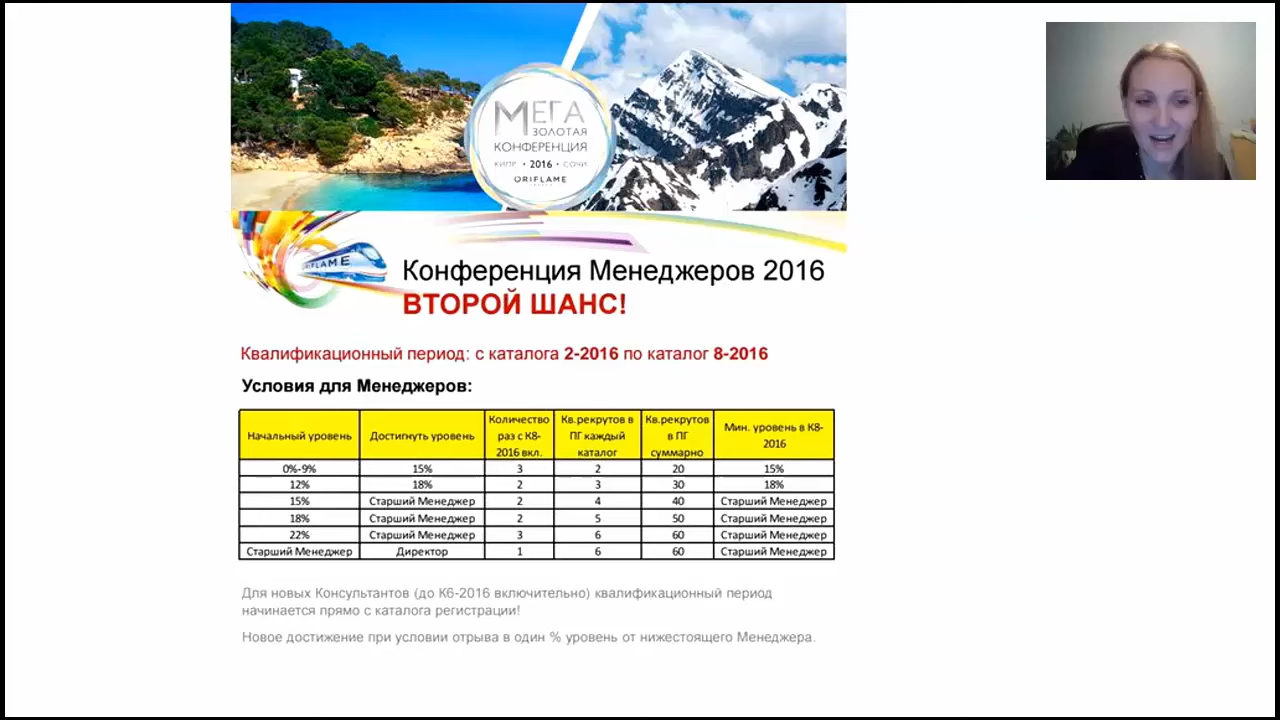 МЕГА
ЗОЛОТАЯ
КОНФЕРЕНЦИЯ
КИПР • 2016 • СОЧИ
ORIFLAME
IFLAME
Конференция Менеджеров 2016
ВТОРОЙ ШАНС!
Квалификационный период: с каталога 2-2016 по каталог 8-2016
Условия для Менеджеров:
Начальный уровень | Достигнуть уровень | Количество раз с К8-2016 вкл. | Кв.рекрутов в ПГ каждый каталог | Кв.рекрутов в ПГ суммарно | Мин. уровень в К8-2016
0%-9% | 15% | 3 | 2 | 20 | 15%
12% | 18% | 2 | 3 | 30 | 18%
15% | Старший Менеджер | 2 | 4 | 40 | Старший Менеджер
18% | Старший Менеджер | 2 | 5 | 50 | Старший Менеджер
22% | Старший Менеджер | 3 | 6 | 60 | Старший Менеджер
Старший Менеджер | Директор | 1 | 6 | 60 | Старший Менеджер
Для новых Консультантов (до К6-2016 включительно) квалификационный период
начинается прямо с каталога регистрации!
Новое достижение при условии отрыва в один % уровень от нижестоящего Менеджера.